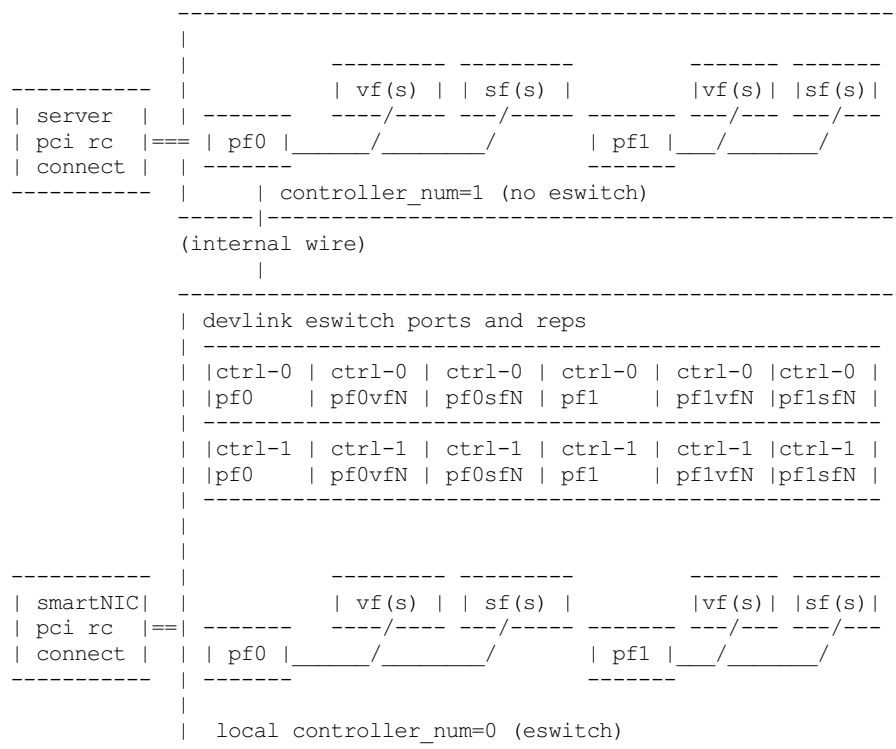 vf(s) sf(s) vf(s) sf(s)
server
pci rc === pf0 pf1
connect
controller_num=1 (no eswitch)
(internal wire)
devlink eswitch ports and reps
ctrl-0 ctrl-0 ctrl-0 ctrl-0 ctrl-0 ctrl-0
pf0 pf0vfN pf0sfN pf1 pf1vfN pf1sfN
ctrl-1 ctrl-1 ctrl-1 ctrl-1 ctrl-1 ctrl-1
pf0 pf0vfN pf0sfN pf1 pf1vfN pf1sfN
smartNIC vf(s) sf(s) vf(s) sf(s)
pci rc ==
connect pf0 pf1
local controller_num=0 (eswitch)